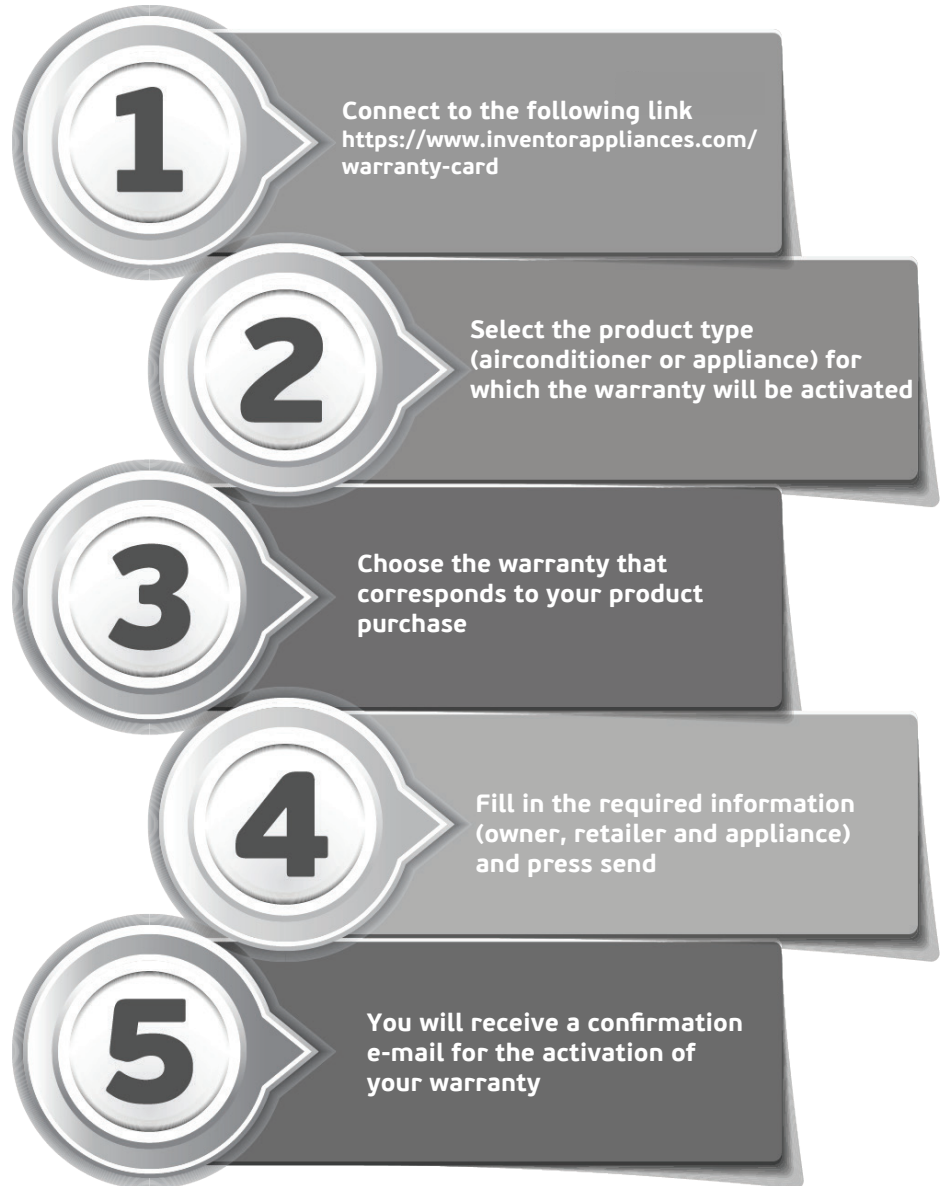 1
Connect to the following link
https://www.inventorappliances.com/
warranty-card
2
Select the product type
(airconditioner or appliance) for
which the warranty will be activated
3
Choose the warranty that
corresponds to your product
purchase
4
Fill in the required information
(owner, retailer and appliance)
and press send
5
You will receive a confirmation
e-mail for the activation of
your warranty